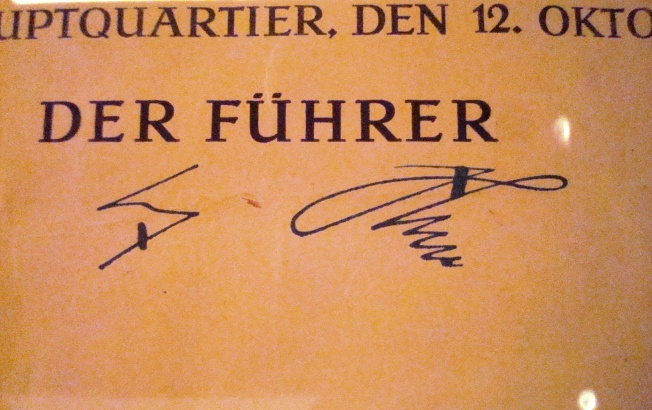 UPTQUARTIER, DEN 12. OKTO
DER FÜHRER